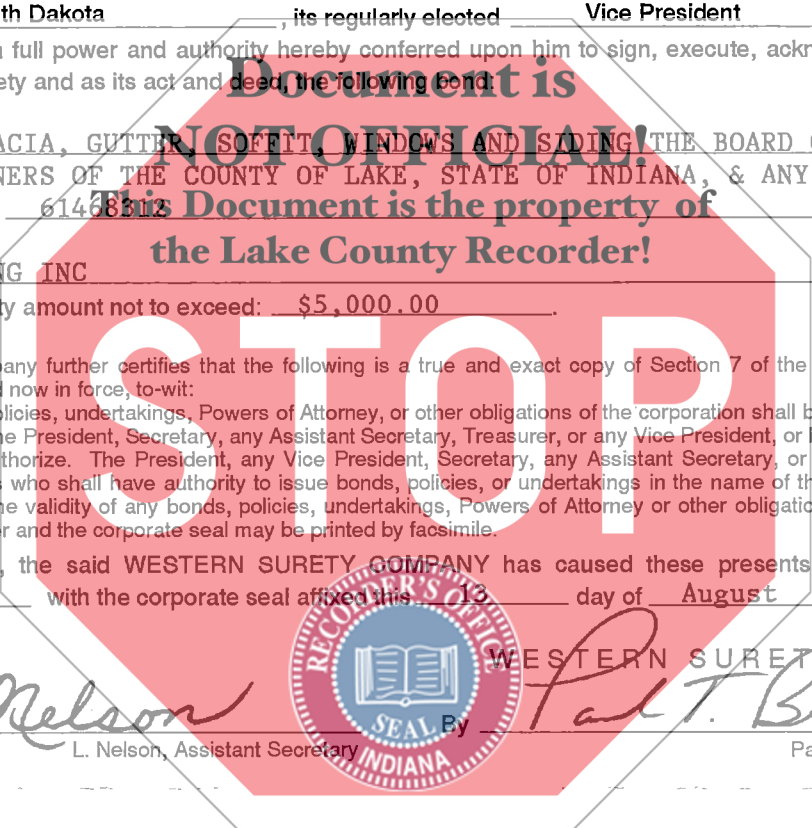 th Dakota , its regularly elected Vice President
full power and authority hereby conferred upon him to sign, execute, ackn
ety and as its act and deed, the following bond:
Document is
NOT OFFICIAL!
This Document is the property of
the Lake County Recorder!
ACIA, GUTTER, SOFFIT, WINDOWS AND SIDING THE BOARD
NERS OF THE COUNTY OF LAKE, STATE OF INDIANA, & ANY
61468312
NG INC
ty amount not to exceed: $5,000.00.
STOP
any further certifies that the following is a true and exact copy of Section 7 of the
d now in force, to-wit:
licies, undertakings, Powers of Attorney, or other obligations of the corporation shall b
he President, Secretary, any Assistant Secretary, Treasurer, or any Vice President, or
thorize. The President, any Vice President, Secretary, any Assistant Secretary, or
s who shall have authority to issue bonds, policies, or undertakings in the name of th
he validity of any bonds, policies, undertakings, Powers of Attorney or other obligatio
r and the corporate seal may be printed by facsimile.
, the said WESTERN SURETY COMPANY has caused these presents
with the corporate seal affixed this 13 day of August
RECORDER'S OFFICE
SEAL
INDIANA
WESTERN SURET
Nelson By Paul T. B
L. Nelson, Assistant Secretary Pa